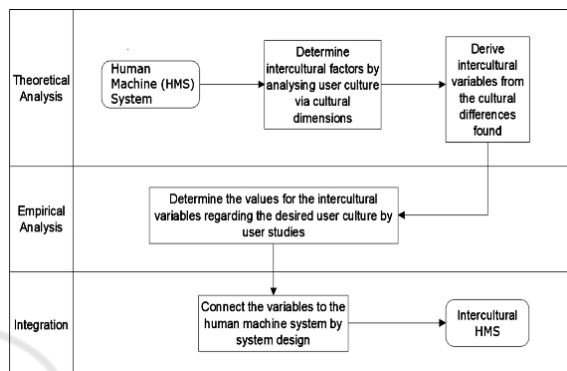 Theoretical
Analysis
Human
Machine (HMS)
System
Determine
intercultural factors by
analysing user culture
via cultural
dimensions
Derive
intercultural
variables from
the cultural
differences
found
Empirical
Analysis
Determine the values for the intercultural
variables regarding the desired user culture by
user studies
Integration
Connect the variables to the
human machine system by
system design
Intercultural
HMS